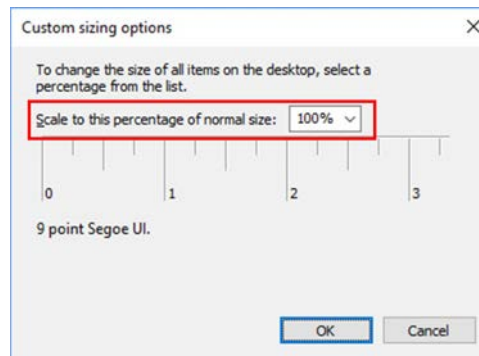 Custom sizing options
To change the size of all items on the desktop, select a
percentage from the list.
Scale to this percentage of normal size: 100%
0 1 2 3
9 point Segoe UI.
OK Cancel